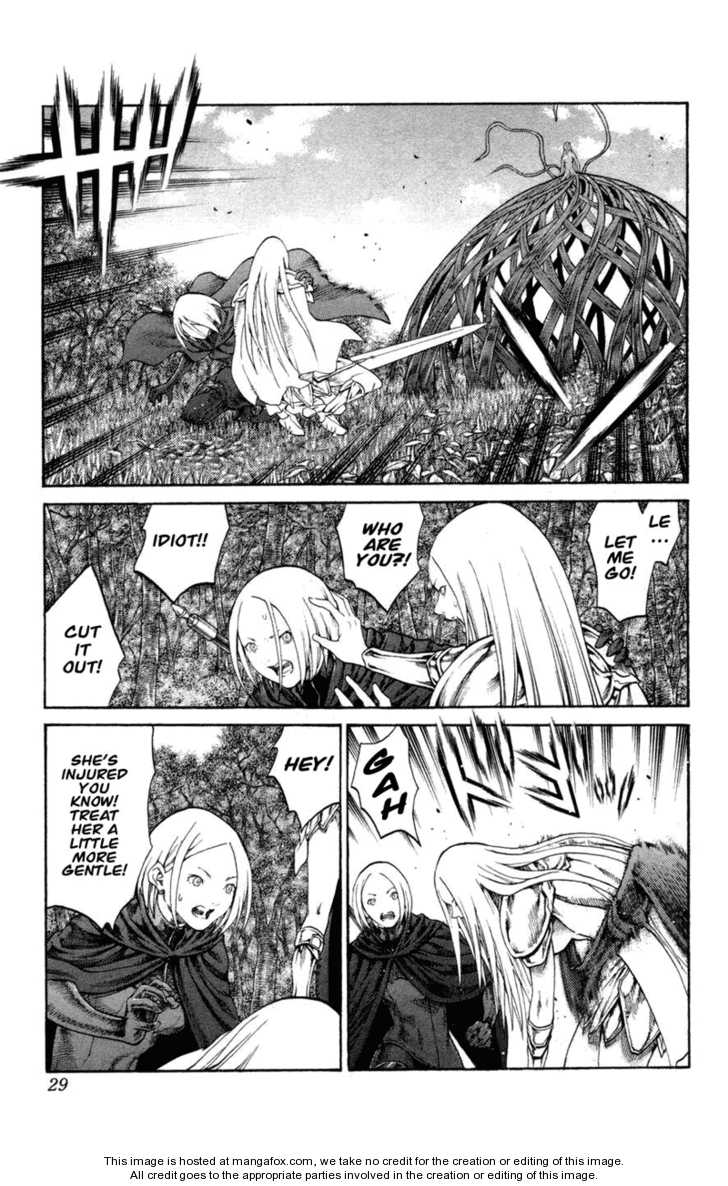 LE
...
LET
ME
GO!
WHO
ARE
YOU?!
IDIOT!!
CUT
IT
OUT!
GAH
HEY!
SHE'S
INJURED
YOU
KNOW!
TREAT
HER A
LITTLE
MORE
GENTLE!
29
This image is hosted at mangafox.com, we take no credit for the creation or editing of this image.
All credit goes to the appropriate parties involved in the creation or editing of this image.